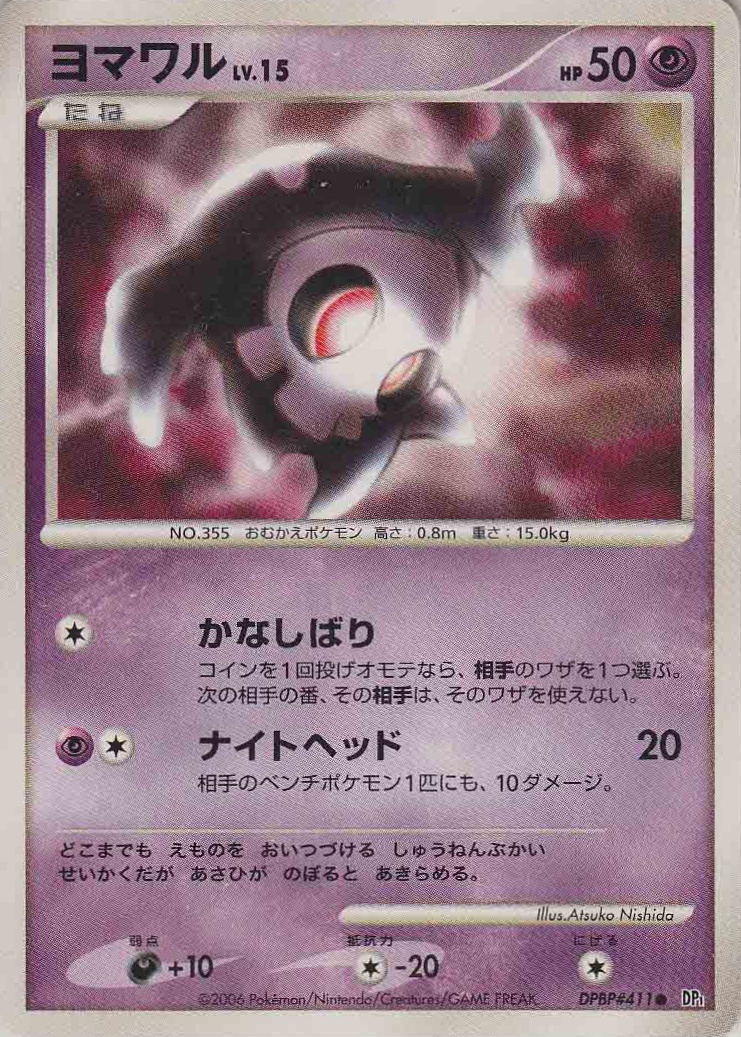 ヨマワル LV.15 HP 50
たね
NO.355 おむかえポケモン 高さ:0.8m 重さ:15.0kg
かなしばり
コインを1回投げオモテなら、相手のワザを1つ選ぶ。
次の相手の番、その相手は、そのワザを使えない。
ナイトヘッド 20
相手のベンチポケモン1匹にも、10ダメージ。
どこまでも えものを おいつづける しゅうねんぶかい
せいかくだが あさひが のぼると あきらめる。
Illus.Atsuko Nishida
弱点 抵抗力 にげる
+10 -20
©2006 Pokémon/Nintendo/Creatures/GAME FREAK. DPBP#411● DP1